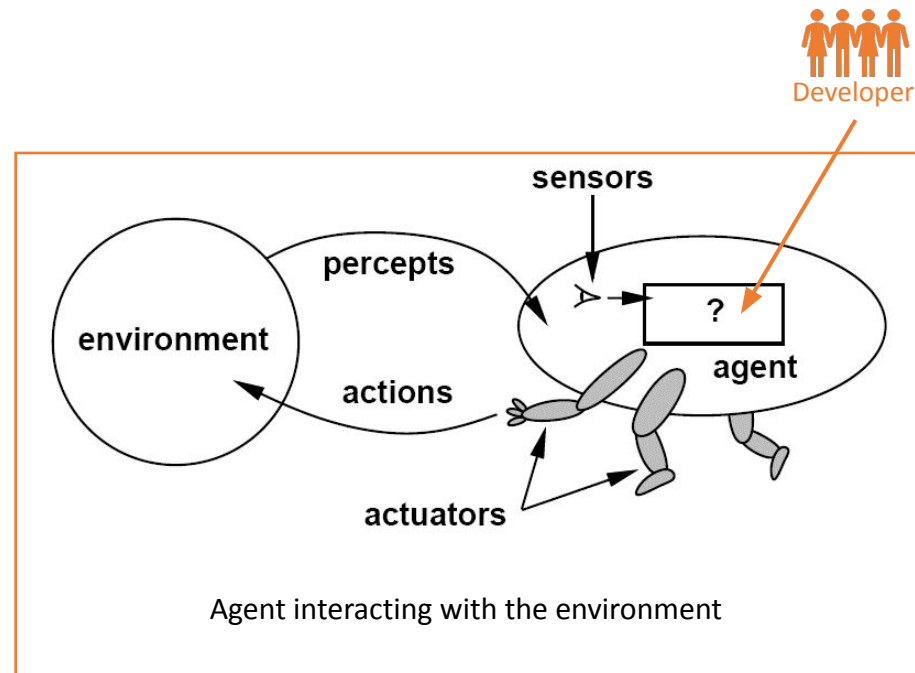 Developer
sensors
percepts
?
environment
agent
actions
actuators
Agent interacting with the environment